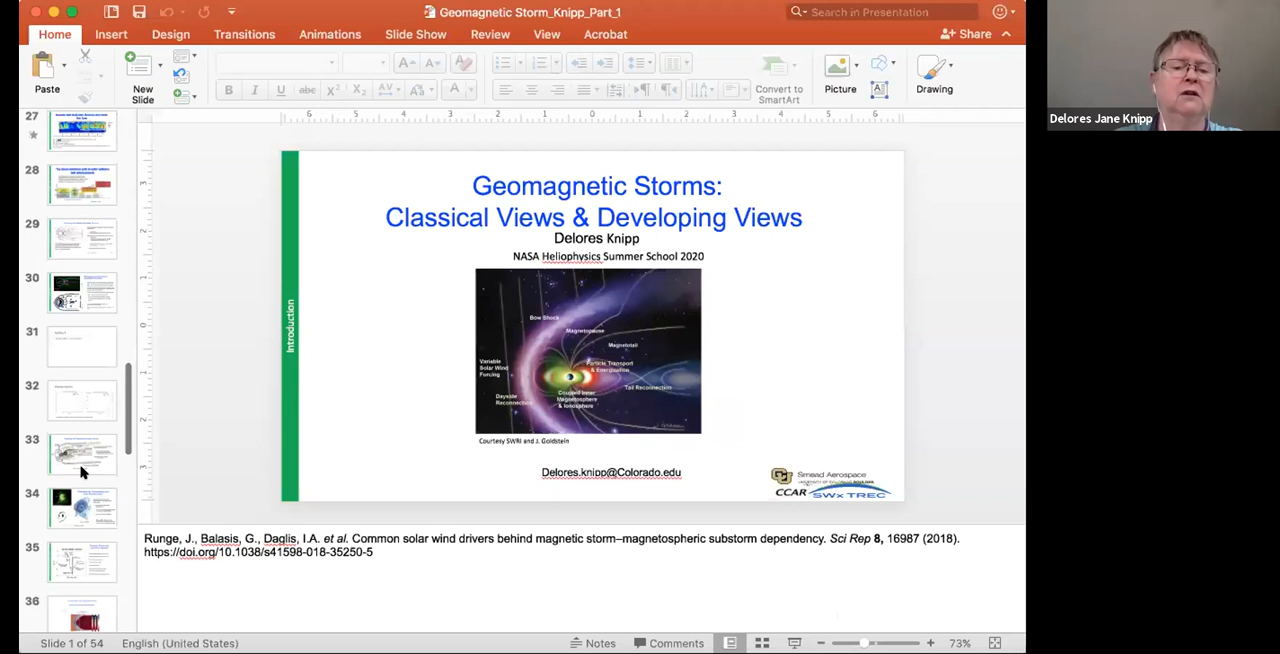 Geomagnetic Storm_Knipp_Part_1
Search in Presentation
Home Insert Design Transitions Animations Slide Show Review View Acrobat
Share
Paste
New
Slide
Convert to
SmartArt
Picture
Drawing
27
28
29
30
31
32
33
34
35
36
Introduction
Geomagnetic Storms:
Classical Views & Developing Views
Delores Knipp
NASA Heliophysics Summer School 2020
Bow Shock
Magnetopause
Magnetotail
Variable
Solar Wind
Forcing
Particle Transport
& Energization
Tail Reconnection
Dayside
Reconnection
Coupled Inner
Magnetosphere
& Ionosphere
Courtesy SWRI and J. Goldstein
Delores.knipp@Colorado.edu
Smead Aerospace
UNIVERSITY OF COLORADO BOULDER
CCAR SWx TREC
Runge, J., Balasis, G., Daglis, I.A. et al. Common solar wind drivers behind magnetic storm–magnetospheric substorm dependency. Sci Rep 8, 16987 (2018).
https://doi.org/10.1038/s41598-018-35250-5
Slide 1 of 54 English (United States) Notes Comments 73%
Delores Jane Knipp